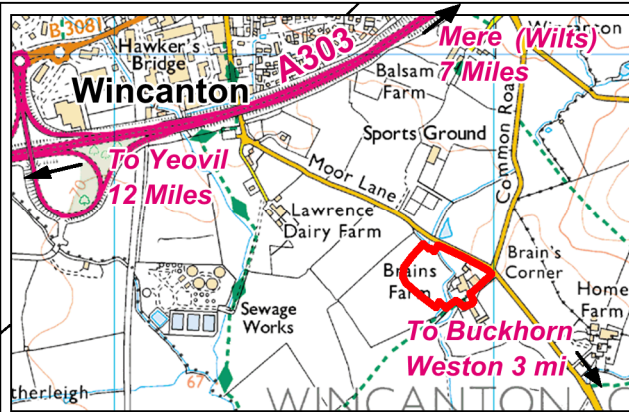 B 3081
Hawker's
Bridge
A303
Mere (Wilts)
7 Miles
Wincanton
Balsam
Farm
Wincanton
Common Road
Sports Ground
To Yeovil
12 Miles
Moor Lane
Lawrence
Dairy Farm
Brains
Farm
Brain's
Corner
Home
Farm
Sewage
Works
To Buckhorn
Weston 3 mi
67
therleigh
WINCANTON C